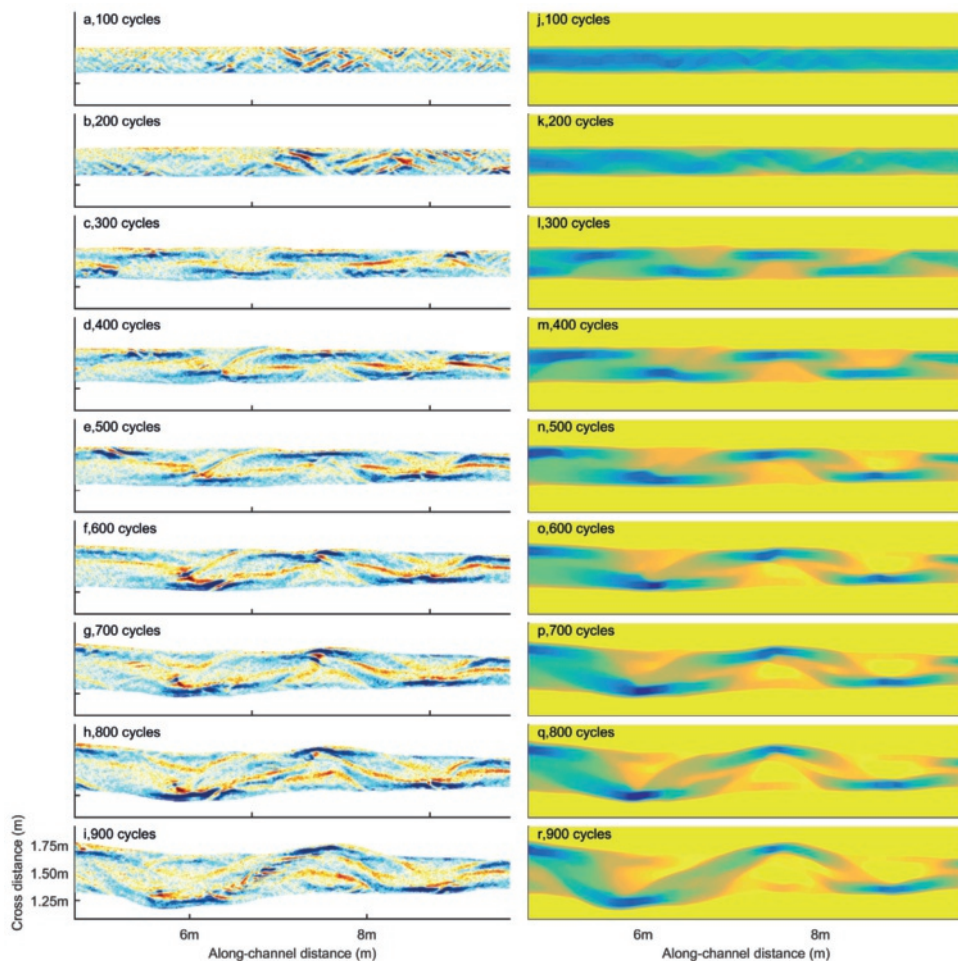 a,100 cycles
j,100 cycles
b,200 cycles
k,200 cycles
c,300 cycles
l,300 cycles
d,400 cycles
m,400 cycles
e,500 cycles
n,500 cycles
f,600 cycles
o,600 cycles
g,700 cycles
p,700 cycles
h,800 cycles
q,800 cycles
i,900 cycles
r,900 cycles
Cross distance (m)
1.75m
1.50m
1.25m
6m
8m
6m
8m
Along-channel distance (m)
Along-channel distance (m)